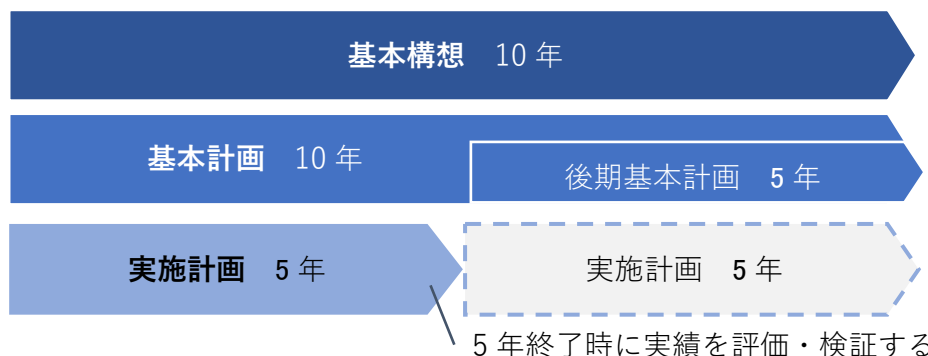 基本構想　10 年
基本計画　10 年
後期基本計画　5 年
実施計画　5 年
実施計画　5 年
5 年終了時に実績を評価・検証する